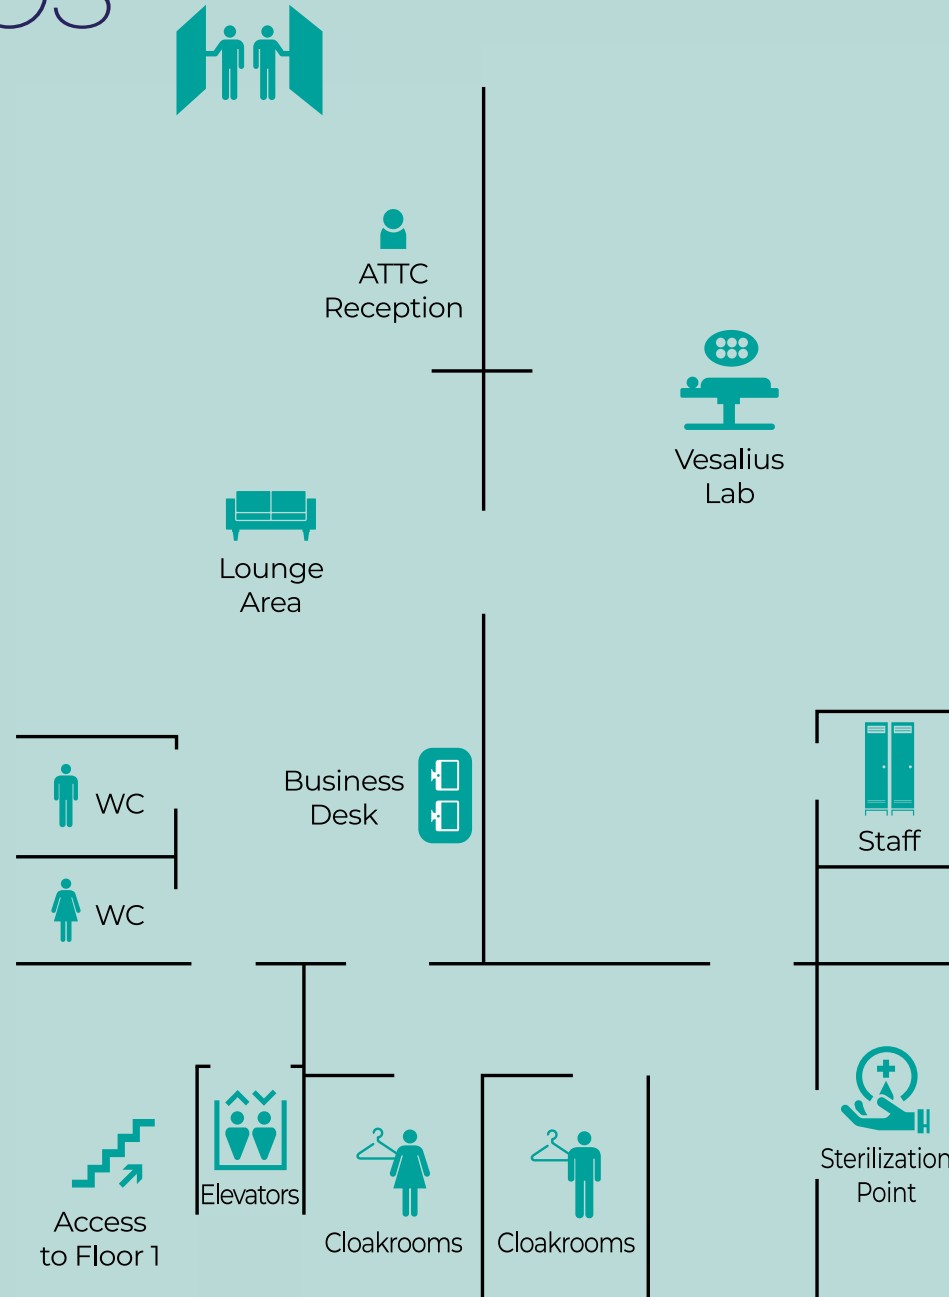 OS
ATTC
Reception
Vesalius
Lab
Lounge
Area
Business
Desk
WC
Staff
WC
Sterilization
Point
Elevators
Access
to Floor 1
Cloakrooms
Cloakrooms